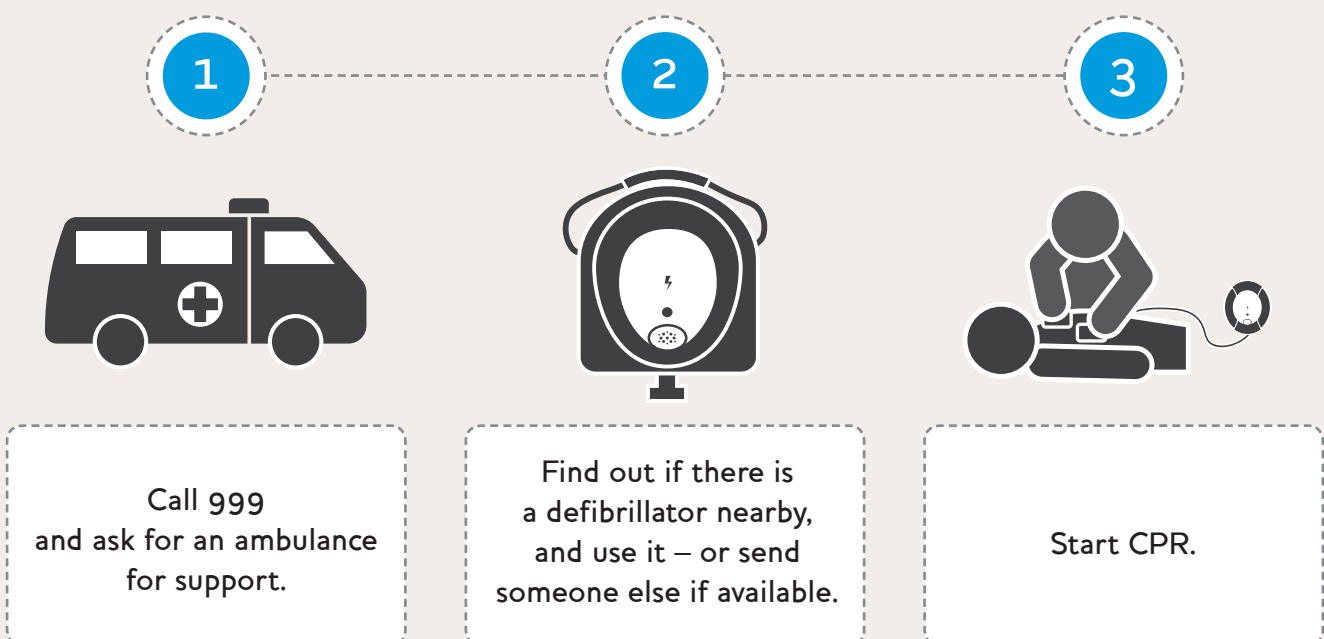 1
2
3
Call 999
and ask for an ambulance
for support.
Find out if there is
a defibrillator nearby,
and use it – or send
someone else if available.
Start CPR.